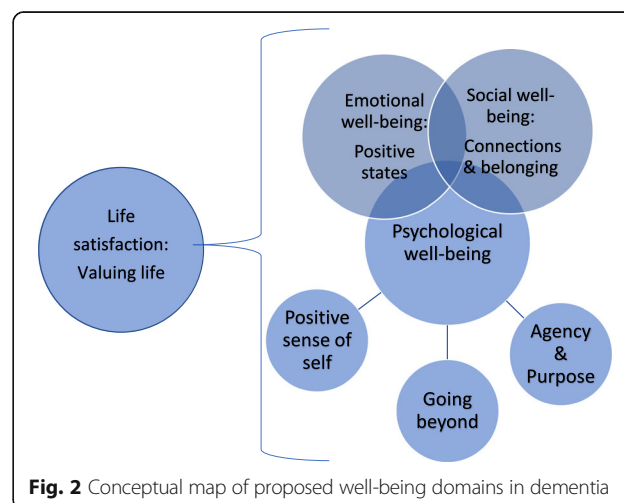 Life
satisfaction:
Valuing life
Emotional
well-being:
Positive
states
Social well-
being:
Connections
& belonging
Psychological
well-being
Positive
sense of
self
Going
beyond
Agency
&
Purpose
Fig. 2 Conceptual map of proposed well-being domains in dementia